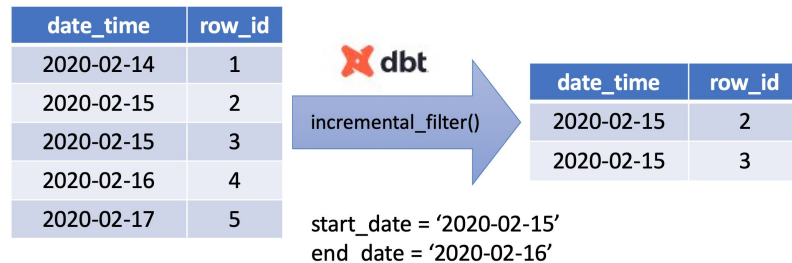 date_time row_id
2020-02-14 1
2020-02-15 2
2020-02-15 3
2020-02-16 4
2020-02-17 5
dbt
incremental_filter()
start_date = ‘2020-02-15’
end_date = ‘2020-02-16’
date_time row_id
2020-02-15 2
2020-02-15 3